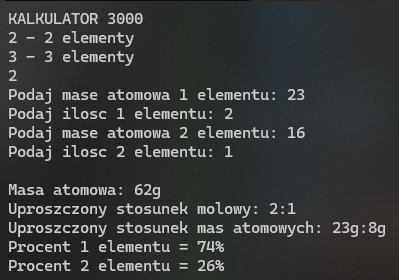 KALKULATOR 3000
2 - 2 elementy
3 - 3 elementy
2
Podaj mase atomowa 1 elementu: 23
Podaj ilosc 1 elementu: 2
Podaj mase atomowa 2 elementu: 16
Podaj ilosc 2 elementu: 1
Masa atomowa: 62g
Uproszczony stosunek molowy: 2:1
Uproszczony stosunek mas atomowych: 23g:8g
Procent 1 elementu = 74%
Procent 2 elementu = 26%